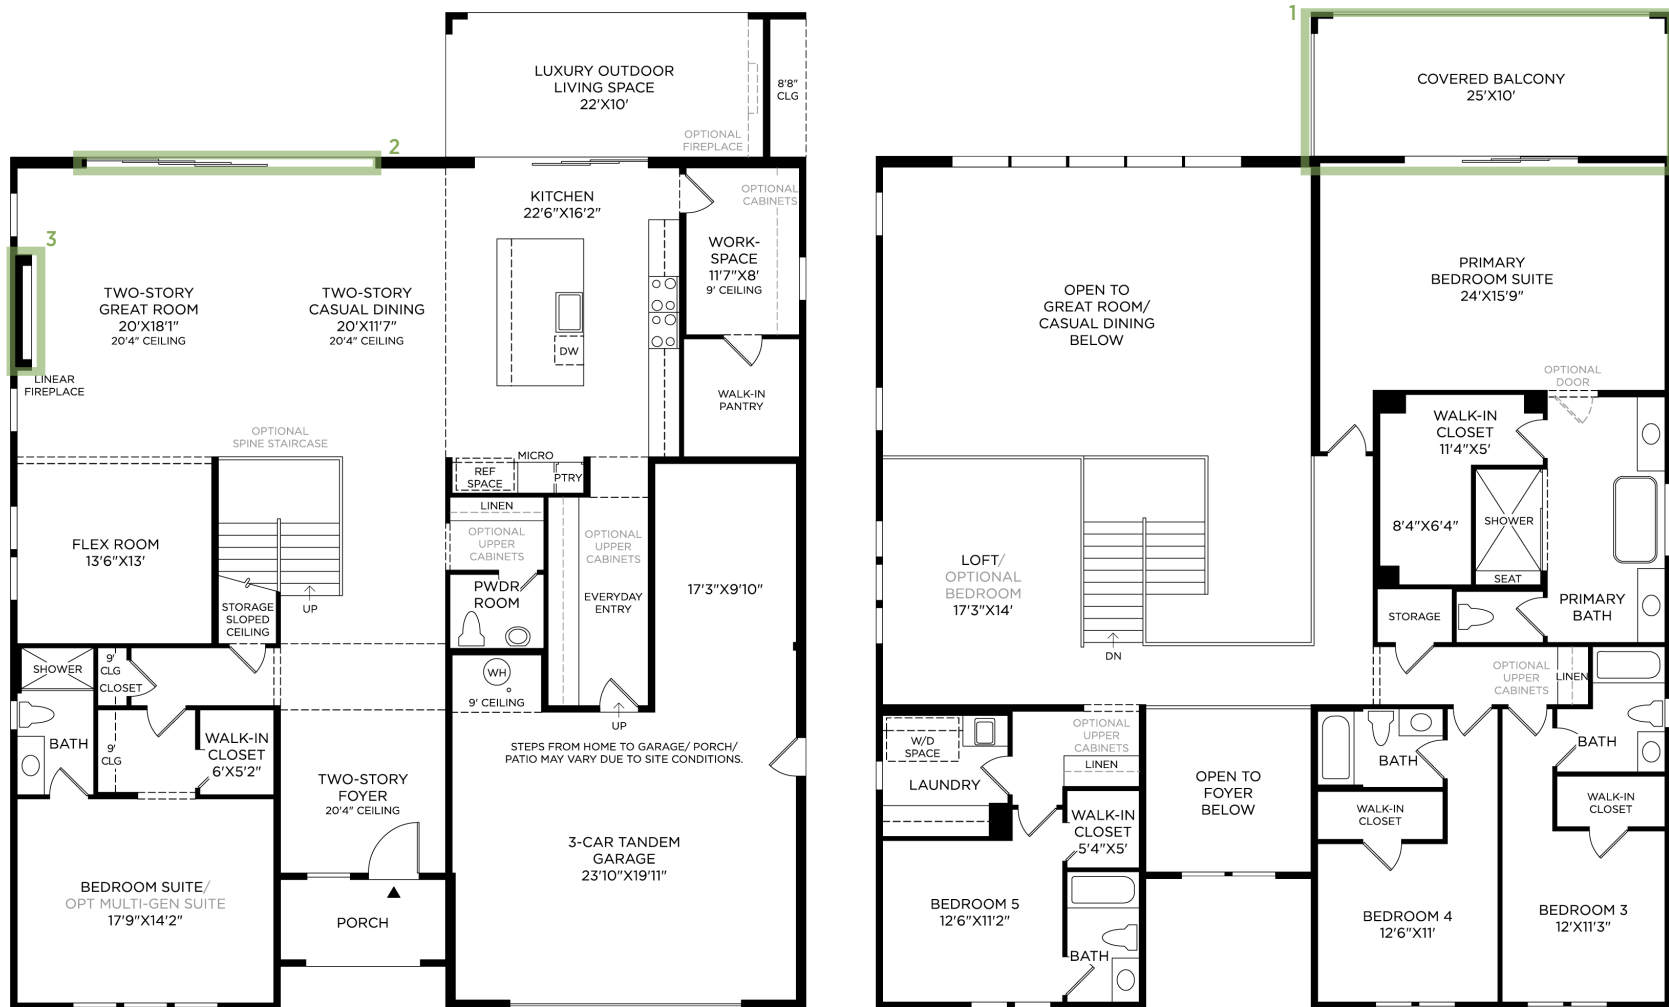 LUXURY OUTDOOR
LIVING SPACE
22'X10'
8'8"
CLG
OPTIONAL
FIREPLACE
2
KITCHEN
22'6"X16'2"
OPTIONAL
CABINETS
WORK-
SPACE
11'7"X8'
9' CEILING
3
TWO-STORY
GREAT ROOM
20'X18'1"
20'4" CEILING
TWO-STORY
CASUAL DINING
20'X11'7"
20'4" CEILING
DW
LINEAR
FIREPLACE
WALK-IN
PANTRY
OPTIONAL
SPINE STAIRCASE
MICRO
REF
SPACE
PTRY
LINEN
OPTIONAL
UPPER
CABINETS
OPTIONAL
UPPER
CABINETS
FLEX ROOM
13'6"X13'
17'3"X9'10"
PWDR
ROOM
EVERYDAY
ENTRY
STORAGE
SLOPED
CEILING
UP
SHOWER
9'
CLG
CLOSET
WH
9' CEILING
UP
BATH
9'
CLG
WALK-IN
CLOSET
6'X5'2"
STEPS FROM HOME TO GARAGE/ PORCH/
PATIO MAY VARY DUE TO SITE CONDITIONS.
TWO-STORY
FOYER
20'4" CEILING
3-CAR TANDEM
GARAGE
23'10"X19'11"
BEDROOM SUITE/
OPT MULTI-GEN SUITE
17'9"X14'2"
PORCH
1
COVERED BALCONY
25'X10'
OPEN TO
GREAT ROOM/
CASUAL DINING
BELOW
PRIMARY
BEDROOM SUITE
24'X15'9"
OPTIONAL
DOOR
WALK-IN
CLOSET
11'4"X5'
8'4"X6'4"
SHOWER
SEAT
LOFT/
OPTIONAL
BEDROOM
17'3"X14'
STORAGE
PRIMARY
BATH
DN
OPTIONAL
UPPER
CABINETS
LINEN
W/D
SPACE
OPTIONAL
UPPER
CABINETS
LINEN
LAUNDRY
OPEN TO
FOYER
BELOW
BATH
BATH
WALK-IN
CLOSET
5'4"X5'
WALK-IN
CLOSET
WALK-IN
CLOSET
BEDROOM 5
12'6"X11'2"
BATH
BEDROOM 4
12'6"X11'
BEDROOM 3
12'X11'3"